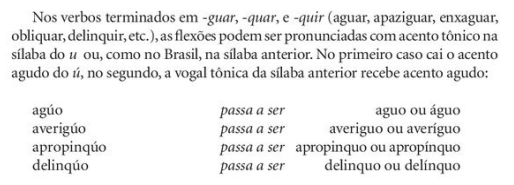 Nos verbos terminados em -guar, -quar, e -quir (aguar, apaziguar, enxaguar,
obliquar, delinquir, etc.), as flexões podem ser pronunciadas com acento tônico na
sílaba do u ou, como no Brasil, na sílaba anterior. No primeiro caso cai o acento
agudo do ú, no segundo, a vogal tônica da sílaba anterior recebe acento agudo:
agúo passa a ser aguo ou águo
averigúo passa a ser averiguo ou averíguo
apropinqúo passa a ser apropinquo ou apropínquo
delinqúo passa a ser delinquo ou delínquo